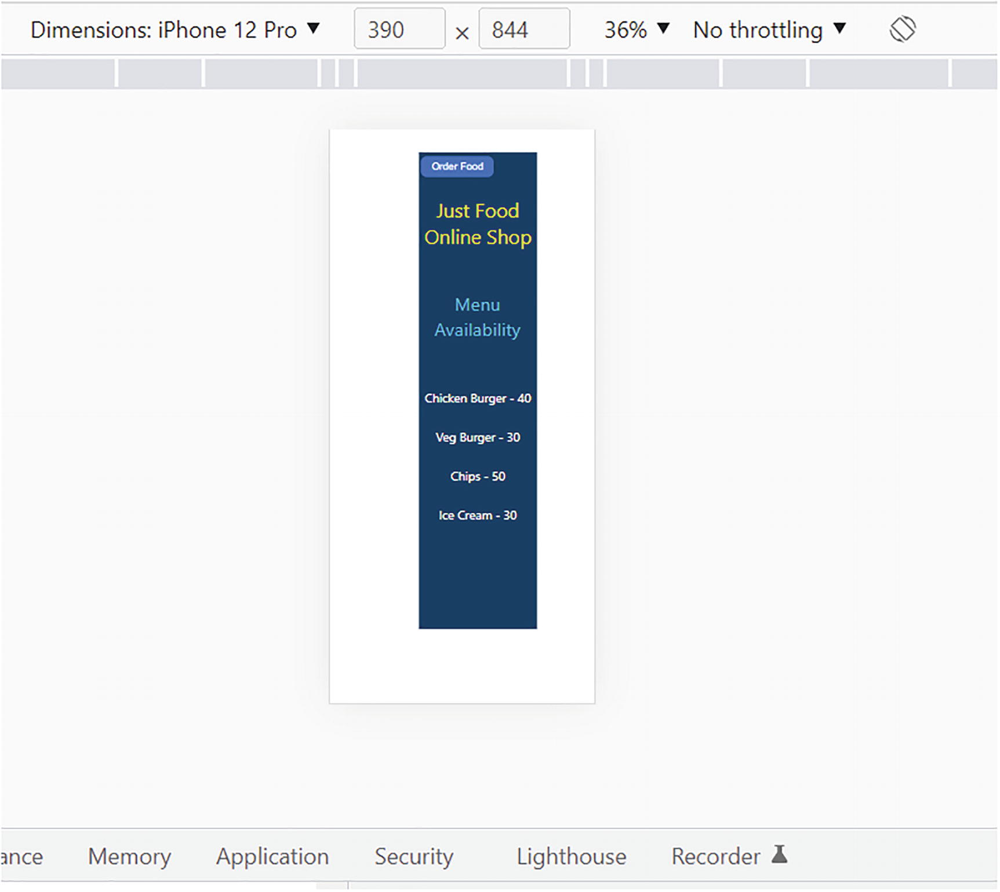 Dimensions: iPhone 12 Pro ▼ 390 × 844 36% ▼ No throttling ▼
Order Food
Just Food
Online Shop
Menu
Availability
Chicken Burger - 40
Veg Burger - 30
Chips - 50
Ice Cream - 30
ance Memory Application Security Lighthouse Recorder